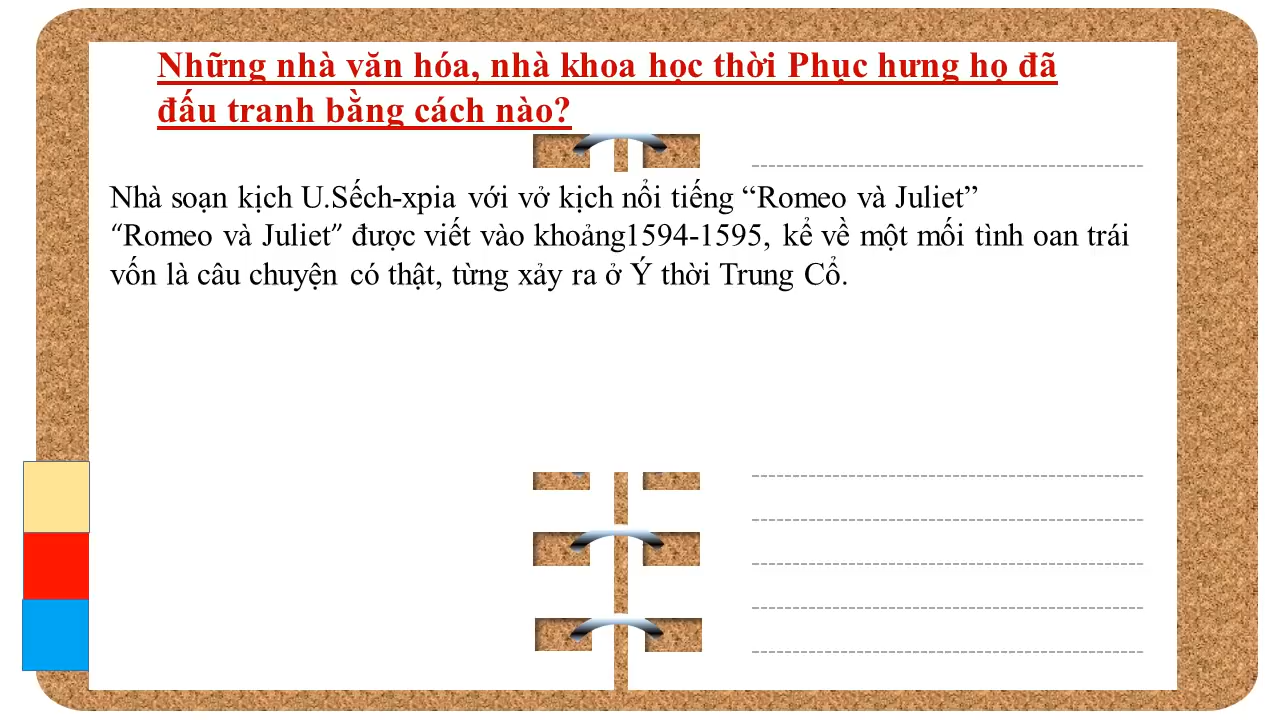 Những nhà văn hóa, nhà khoa học thời Phục hưng họ đã
đấu tranh bằng cách nào?
Nhà soạn kịch U.Sếch-xpia với vở kịch nổi tiếng “Romeo và Juliet”
“Romeo và Juliet” được viết vào khoảng1594-1595, kể về một mối tình oan trái
vốn là câu chuyện có thật, từng xảy ra ở Ý thời Trung Cổ.